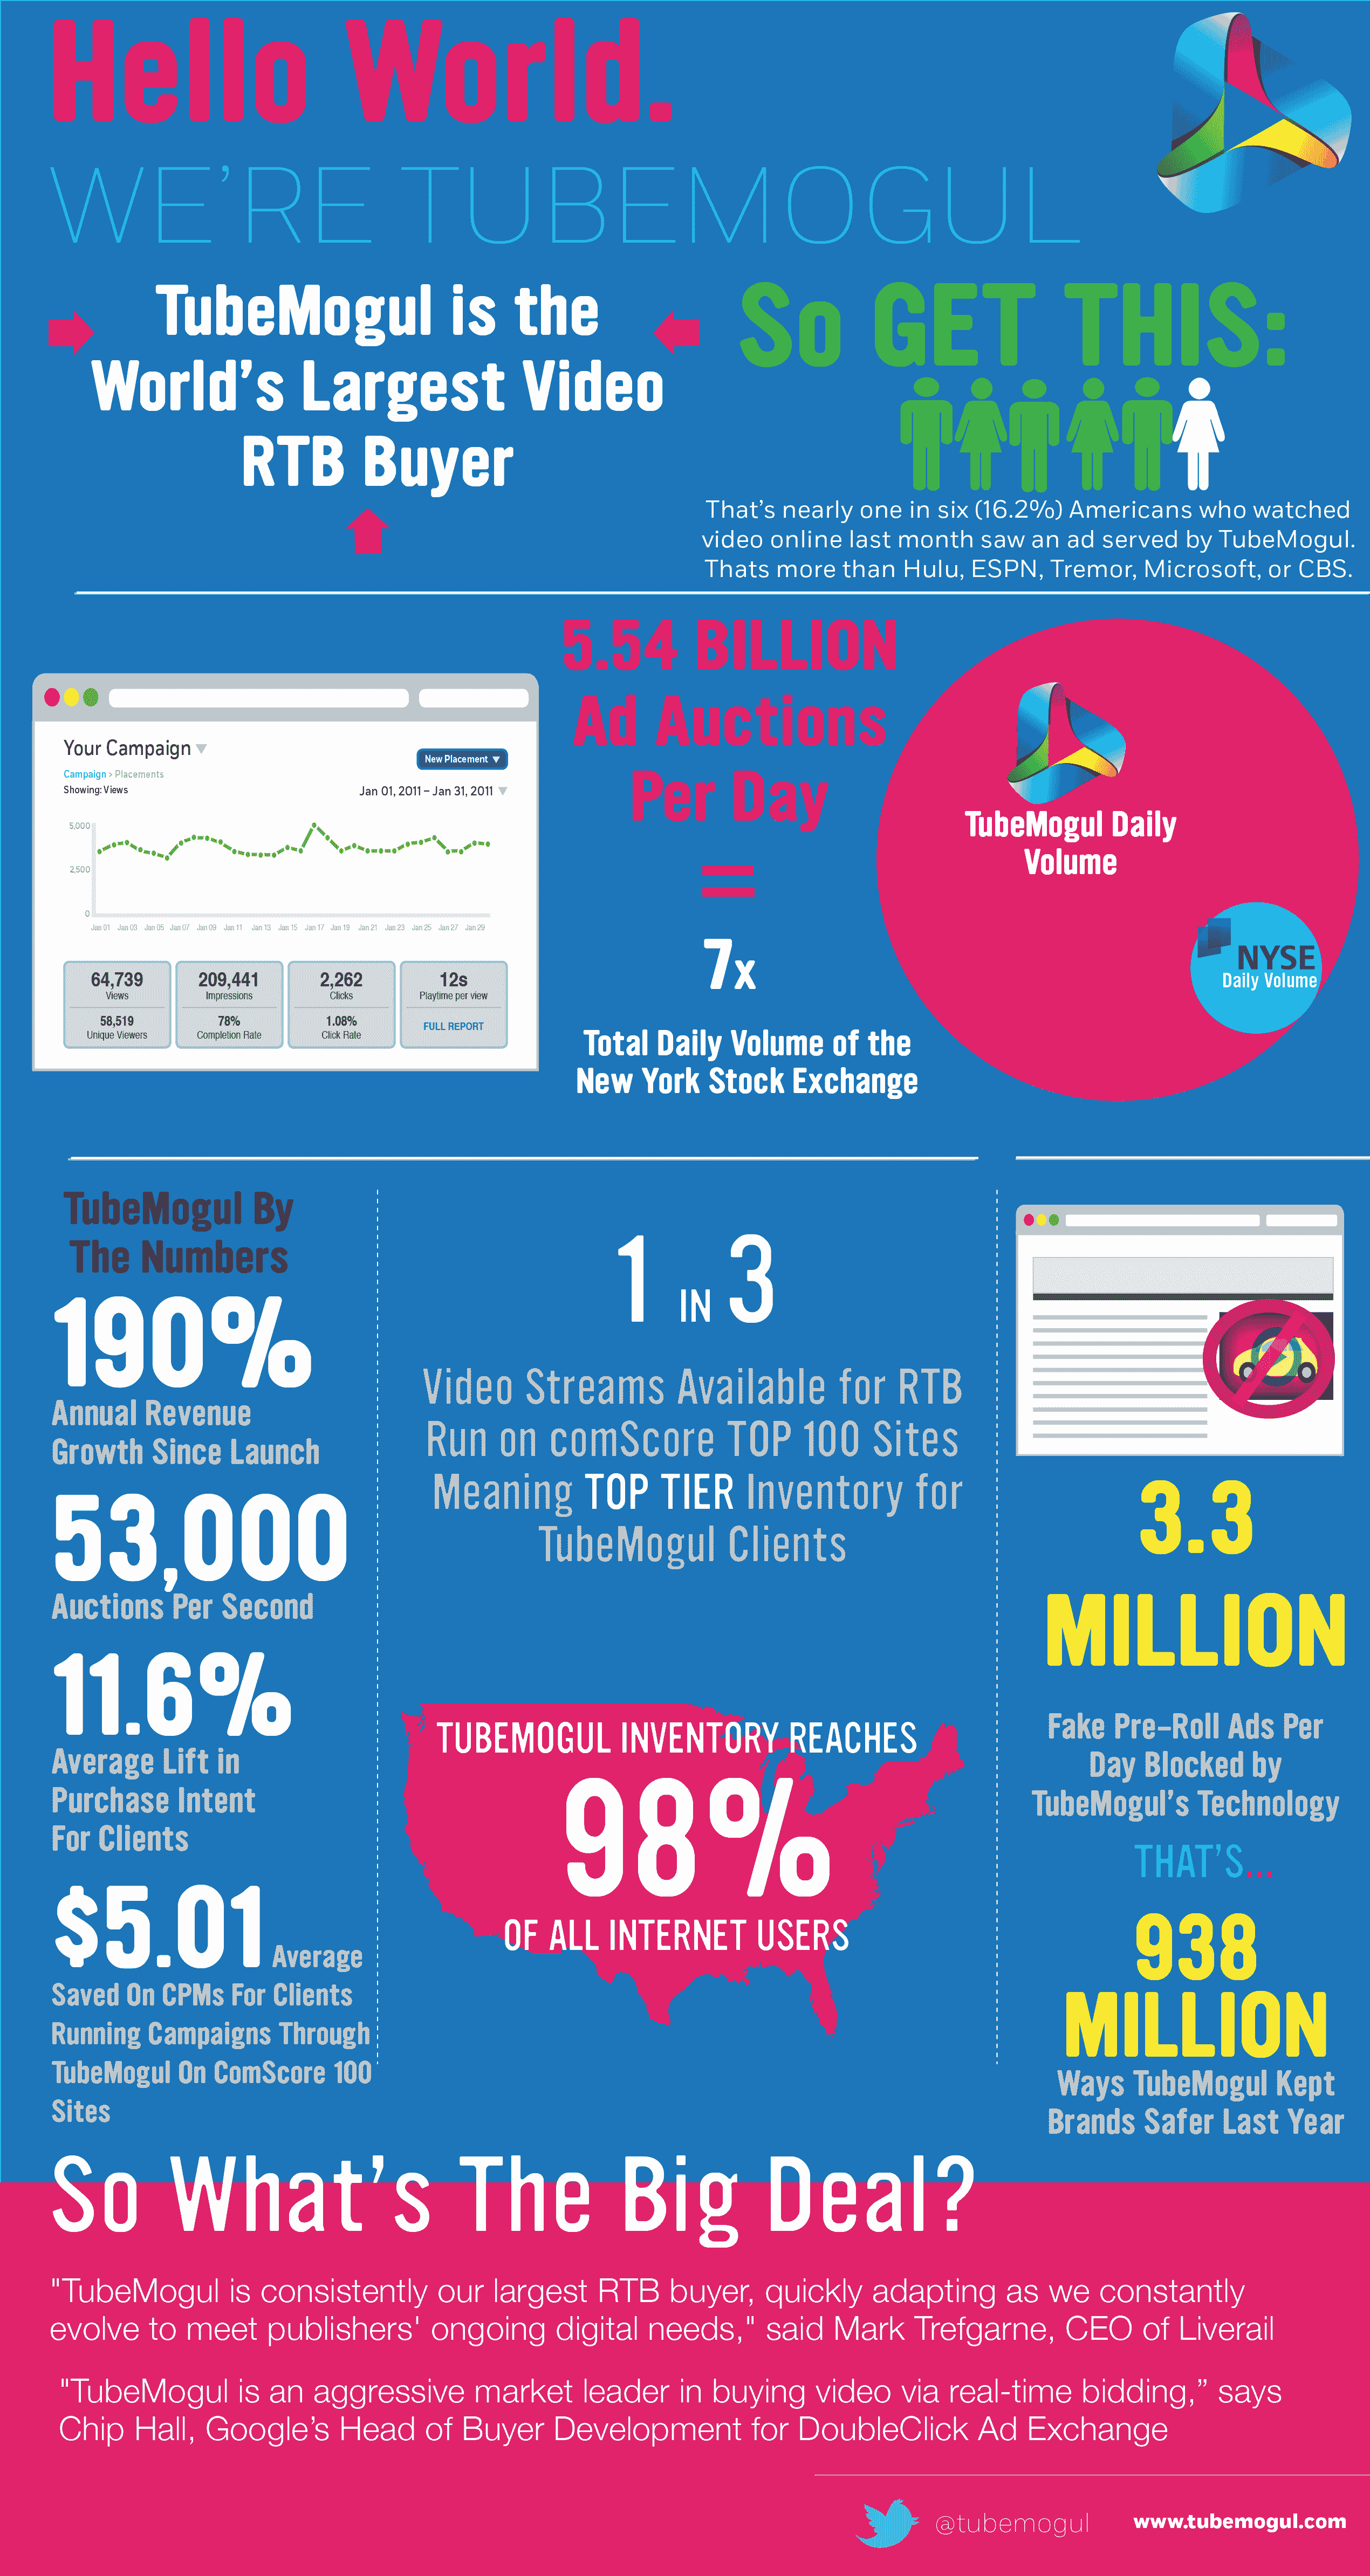 Hello World.
WE’RE TUBEMOGUL
TubeMogul is the
World’s Largest Video
RTB Buyer
So GET THIS:
That’s nearly one in six (16.2%) Americans who watched
video online last month saw an ad served by TubeMogul.
Thats more than Hulu, ESPN, Tremor, Microsoft, or CBS.
Your Campaign
New Placement
Campaign > Placements
Showing: Views
Jan 01, 2011 – Jan 31, 2011
5,000
2,500
0
Jan 01 Jan 03 Jan 05 Jan 07 Jan 09 Jan 11 Jan 13 Jan 15 Jan 17 Jan 19 Jan 21 Jan 23 Jan 25 Jan 27 Jan 29
64,739 209,441 2,262 12s
Views Impressions Clicks Playtime per view
58,519 78% 1.08% FULL REPORT
Unique Viewers Completion Rate Click Rate
5.54 BILLION
Ad Auctions
Per Day
=
7x
Total Daily Volume of the
New York Stock Exchange
TubeMogul Daily
Volume
NYSE
Daily Volume
TubeMogul By
The Numbers
190%
Annual Revenue
Growth Since Launch
53,000
Auctions Per Second
11.6%
Average Lift in
Purchase Intent
For Clients
$5.01 Average
Saved On CPMs For Clients
Running Campaigns Through
TubeMogul On ComScore 100
Sites
1 IN 3
Video Streams Available for RTB
Run on comScore TOP 100 Sites
Meaning TOP TIER Inventory for
TubeMogul Clients
TUBEMOGUL INVENTORY REACHES
98%
OF ALL INTERNET USERS
3.3
MILLION
Fake Pre-Roll Ads Per
Day Blocked by
TubeMogul’s Technology
THAT’S...
938
MILLION
Ways TubeMogul Kept
Brands Safer Last Year
So What’s The Big Deal?
"TubeMogul is consistently our largest RTB buyer, quickly adapting as we constantly
evolve to meet publishers' ongoing digital needs," said Mark Trefgarne, CEO of Liverail
"TubeMogul is an aggressive market leader in buying video via real-time bidding,” says
Chip Hall, Google’s Head of Buyer Development for DoubleClick Ad Exchange
@tubemogul www.tubemogul.com